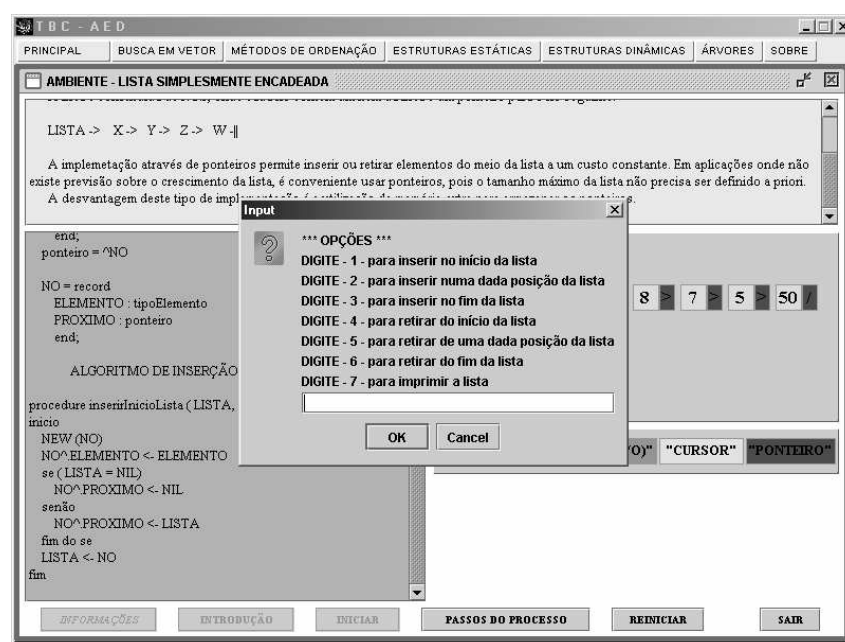 TBC - AED
PRINCIPAL BUSCA EM VETOR MÉTODOS DE ORDENAÇÃO ESTRUTURAS ESTÁTICAS ESTRUTURAS DINÂMICAS ÁRVORES SOBRE
AMBIENTE - LISTA SIMPLESMENTE ENCADEADA
LISTA -> X -> Y -> Z -> W -||
A implemetação através de ponteiros permite inserir ou retirar elementos do meio da lista a um custo constante. Em aplicações onde não
existe previsão sobre o crescimento da lista, é conveniente usar ponteiros, pois o tamanho máximo da lista não precisa ser definido a priori.
A desvantagem deste tipo de
end;
ponteiro = ^NO
NO = record
ELEMENTO : tipoElemento
PROXIMO : ponteiro
end;
ALGORITMO DE INSERÇÃO
procedure inserirInicioLista ( LISTA,
inicio
NEW (NO)
NO^.ELEMENTO <- ELEMENTO
se ( LISTA = NIL)
NO^.PROXIMO <- NIL
senão
NO^.PROXIMO <- LISTA
fim do se
LISTA <- NO
fim
Input
*** OPÇÕES ***
DIGITE - 1 - para inserir no início da lista
DIGITE - 2 - para inserir numa dada posição da lista
DIGITE - 3 - para inserir no fim da lista
DIGITE - 4 - para retirar do início da lista
DIGITE - 5 - para retirar de uma dada posição da lista
DIGITE - 6 - para retirar do fim da lista
DIGITE - 7 - para imprimir a lista
OK Cancel
8 > 7 > 5 > 50 /
O)" "CURSOR" "PONTEIRO"
INFORMAÇÕES INTRODUÇÃO INICIAR PASSOS DO PROCESSO REINICIAR SAIR